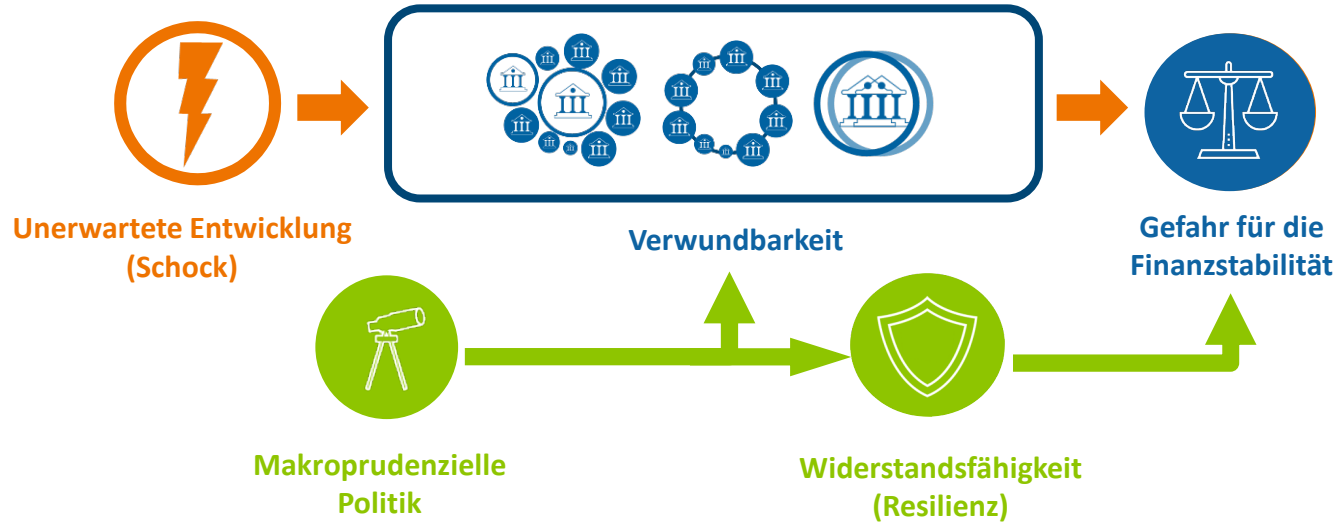 Unerwartete Entwicklung
(Schock)
Verwundbarkeit
Gefahr für die
Finanzstabilität
Makroprudenzielle
Politik
Widerstandsfähigkeit
(Resilienz)